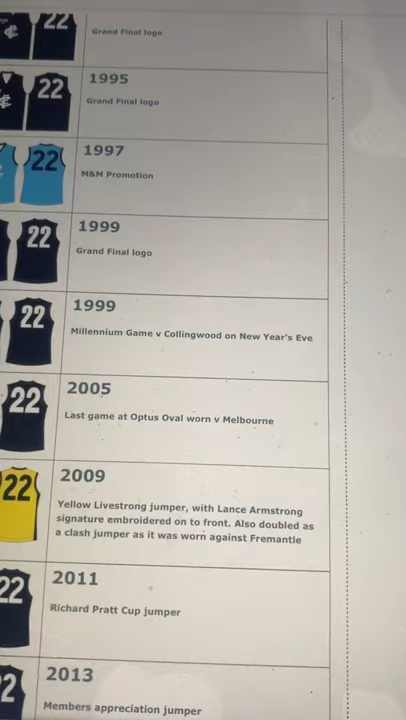 22
Grand Final logo
22
1995
Grand Final logo
22
1997
M&M Promotion
22
1999
Grand Final logo
22
1999
Millennium Game v Collingwood on New Year's Eve
22
2005
Last game at Optus Oval worn v Melbourne
22
2009
Yellow Livestrong jumper, with Lance Armstrong
signature embroidered on to front. Also doubled as
a clash jumper as it was worn against Fremantle
22
2011
Richard Pratt Cup jumper
2
2013
Members appreciation jumper